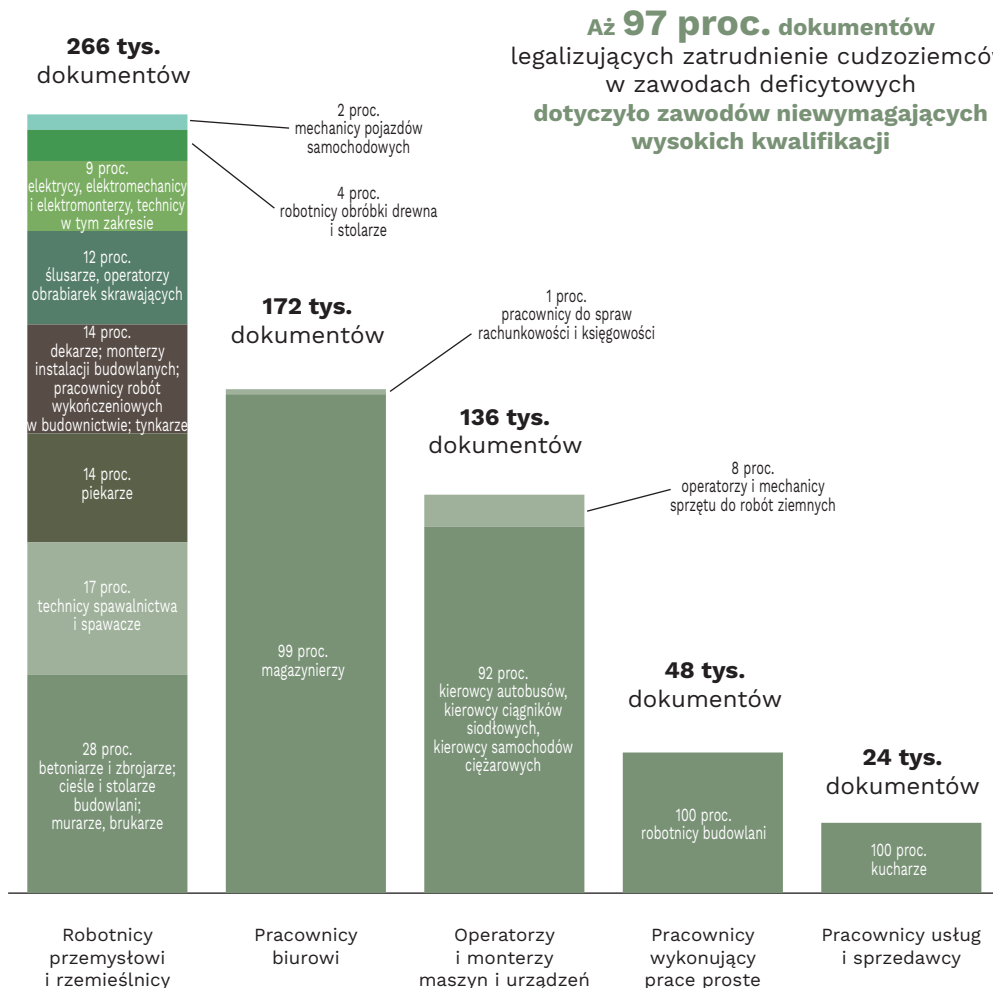 Aż 97 proc. dokumentów
legalizujących zatrudnienie cudzoziemców
w zawodach deficytowych
dotyczyło zawodów niewymagających
wysokich kwalifikacji
266 tys.
dokumentów
2 proc.
mechanicy pojazdów
samochodowych
4 proc.
robotnicy obróbki drewna
i stolarze
9 proc.
elektrycy, elektromechanicy
i elektromonterzy, technicy
w tym zakresie
12 proc.
ślusarze, operatorzy
obrabiarek skrawających
14 proc.
dekarze; monterzy
instalacji budowlanych;
pracownicy robót
wykończeniowych
w budownictwie; tynkarze
14 proc.
piekarze
17 proc.
technicy spawalnictwa
i spawacze
28 proc.
betoniarze i zbrojarze;
cieśle i stolarze
budowlani;
murarze, brukarze
172 tys.
dokumentów
1 proc.
pracownicy do spraw
rachunkowości i księgowości
99 proc.
magazynierzy
136 tys.
dokumentów
8 proc.
operatorzy i mechanicy
sprzętu do robót ziemnych
92 proc.
kierowcy autobusów,
kierowcy ciągników
siodłowych,
kierowcy samochodów
ciężarowych
48 tys.
dokumentów
100 proc.
robotnicy budowlani
24 tys.
dokumentów
100 proc.
kucharze
Robotnicy
przemysłowi
i rzemieślnicy
Pracownicy
biurowi
Operatorzy
i monterzy
maszyn i urządzeń
Pracownicy
wykonujący
prace proste
Pracownicy usług
i sprzedawcy